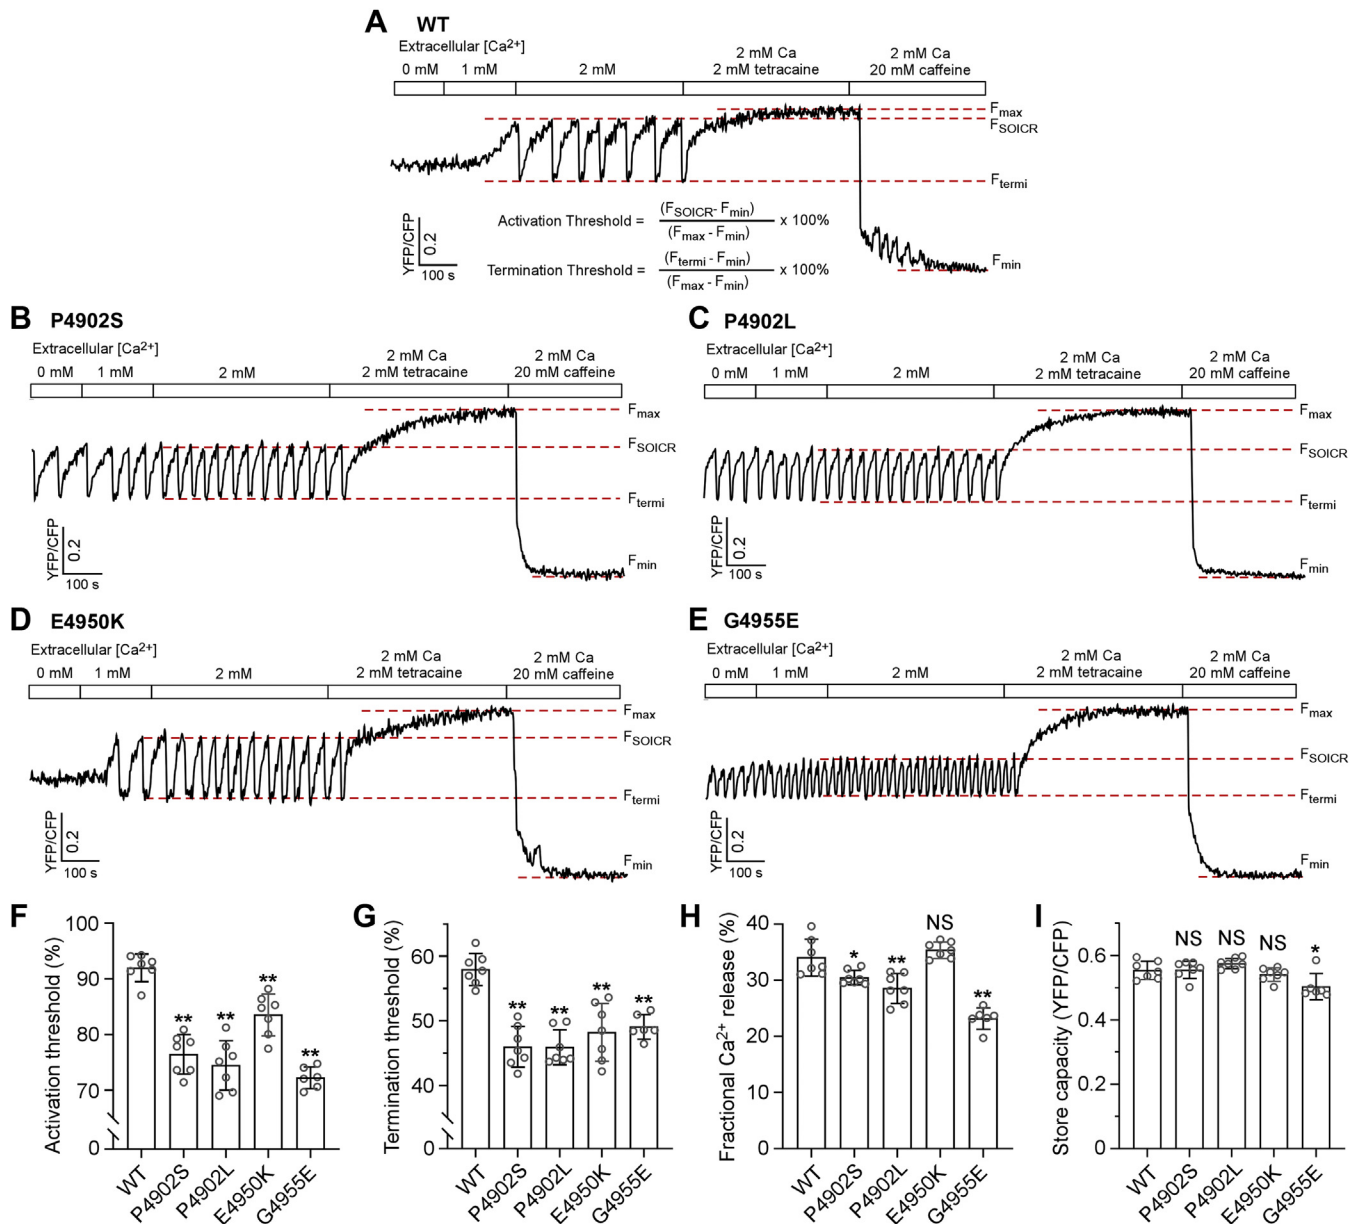 A WT
Extracellular [Ca2+]
0 mM 1 mM 2 mM 2 mM Ca 2 mM tetracaine 2 mM Ca 20 mM caffeine
Fmax
FSOICR
Ftermi
Fmin
Activation Threshold = (FSOICR- Fmin) / (Fmax - Fmin) x 100%
Termination Threshold = (Ftermi - Fmin) / (Fmax - Fmin) x 100%
YFP/CFP
0.2
100 s
B P4902S
Extracellular [Ca2+]
0 mM 1 mM 2 mM 2 mM Ca 2 mM tetracaine 2 mM Ca 20 mM caffeine
Fmax
FSOICR
Ftermi
Fmin
YFP/CFP
0.2
100 s
C P4902L
Extracellular [Ca2+]
0 mM 1 mM 2 mM 2 mM Ca 2 mM tetracaine 2 mM Ca 20 mM caffeine
Fmax
FSOICR
Ftermi
Fmin
YFP/CFP
0.2
100 s
D E4950K
Extracellular [Ca2+]
0 mM 1 mM 2 mM 2 mM Ca 2 mM tetracaine 2 mM Ca 20 mM caffeine
Fmax
FSOICR
Ftermi
Fmin
YFP/CFP
0.2
100 s
E G4955E
Extracellular [Ca2+]
0 mM 1 mM 2 mM 2 mM Ca 2 mM tetracaine 2 mM Ca 20 mM caffeine
Fmax
FSOICR
Ftermi
Fmin
YFP/CFP
0.2
100 s
F
Activation threshold (%)
100
90
80
70
0
** ** ** **
WT P4902S P4902L E4950K G4955E
G
Termination threshold (%)
60
50
40
0
** ** ** **
WT P4902S P4902L E4950K G4955E
H
Fractional Ca2+ release (%)
40
30
20
10
0
* ** NS **
WT P4902S P4902L E4950K G4955E
I
Store capacity (YFP/CFP)
0.6
0.4
0.2
0
NS NS NS *
WT P4902S P4902L E4950K G4955E